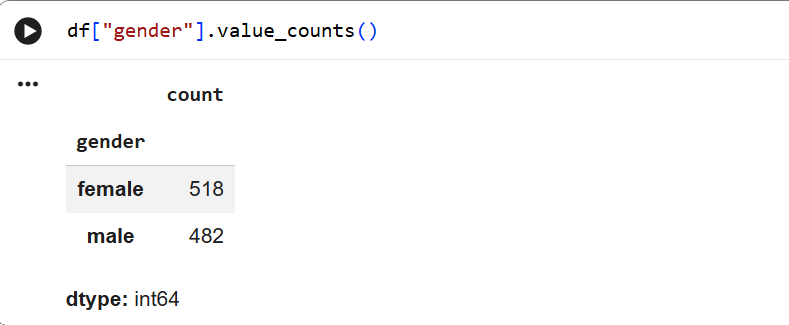 df["gender"].value_counts()
count
gender
female 518
male 482
dtype: int64